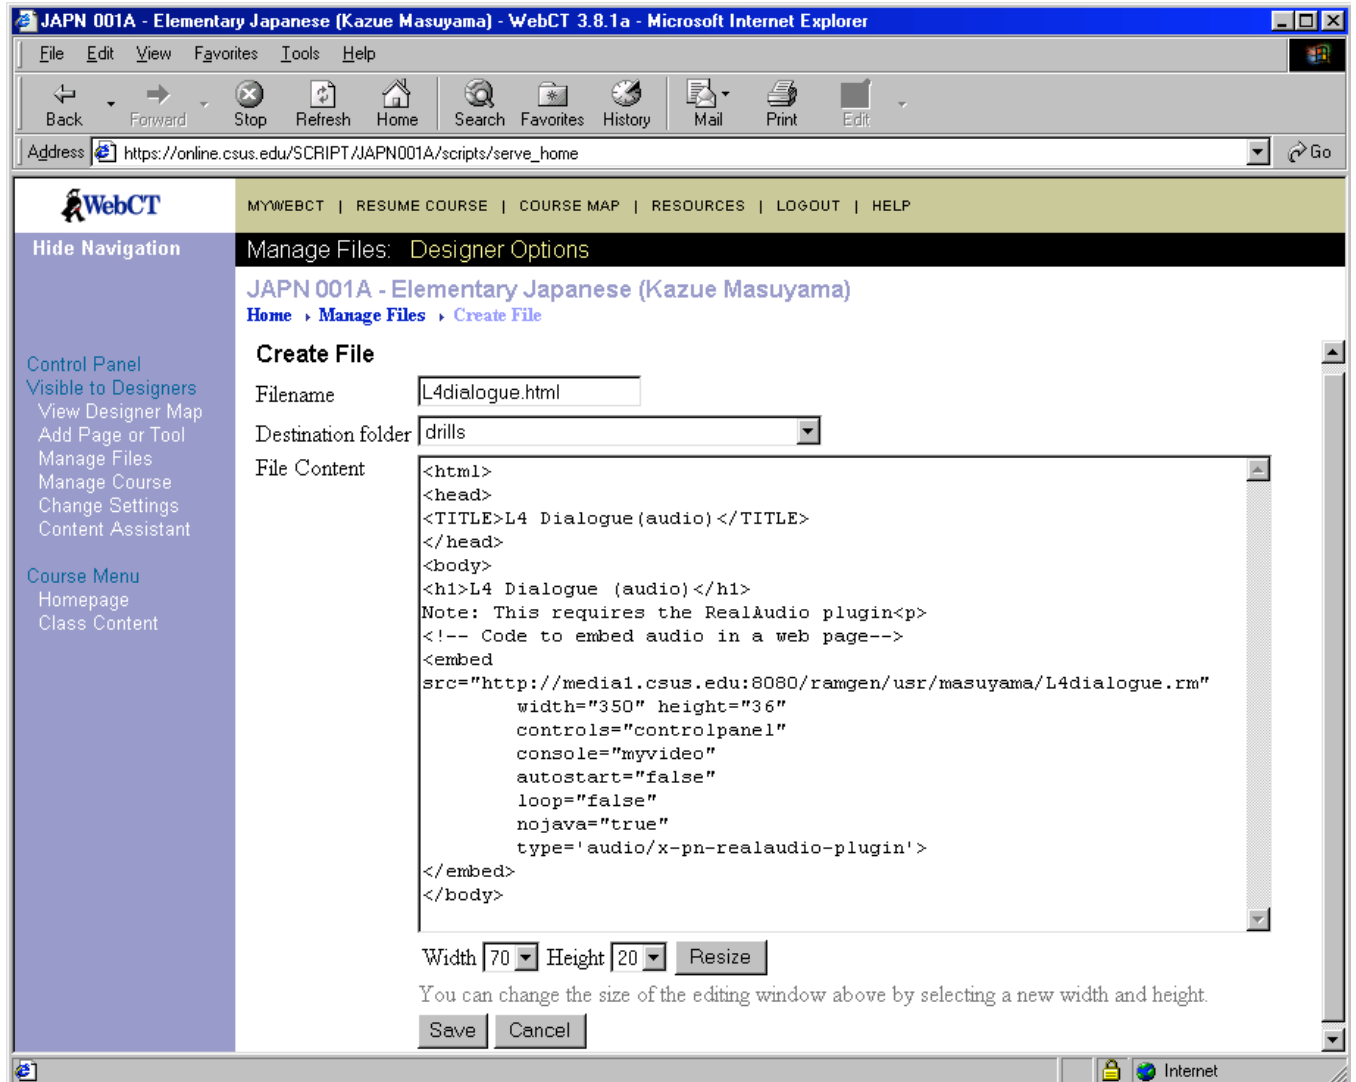 JAPN 001A - Elementary Japanese (Kazue Masuyama) - WebCT 3.8.1a - Microsoft Internet Explorer
File Edit View Favorites Tools Help
Back Forward Stop Refresh Home Search Favorites History Mail Print Edit
Address https://online.csus.edu/SCRIPT/JAPN001A/scripts/serve_home Go
WebCT
MYWEBCT | RESUME COURSE | COURSE MAP | RESOURCES | LOGOUT | HELP
Hide Navigation
Manage Files: Designer Options
JAPN 001A - Elementary Japanese (Kazue Masuyama)
Home Manage Files Create File
Control Panel
Visible to Designers
View Designer Map
Add Page or Tool
Manage Files
Manage Course
Change Settings
Content Assistant
Course Menu
Homepage
Class Content
Create File
Filename L4dialogue.html
Destination folder drills
File Content
<html>
<head>
<TITLE>L4 Dialogue(audio)</TITLE>
</head>
<body>
<h1>L4 Dialogue (audio)</h1>
Note: This requires the RealAudio plugin<p>
<!-- Code to embed audio in a web page-->
<embed
src="http://media1.csus.edu:8080/ramgen/usr/masuyama/L4dialogue.rm"
width="350" height="36"
controls="controlpanel"
console="myvideo"
autostart="false"
loop="false"
nojava="true"
type='audio/x-pn-realaudio-plugin'>
</embed>
</body>
Width 70 Height 20 Resize
You can change the size of the editing window above by selecting a new width and height.
Save Cancel
Internet